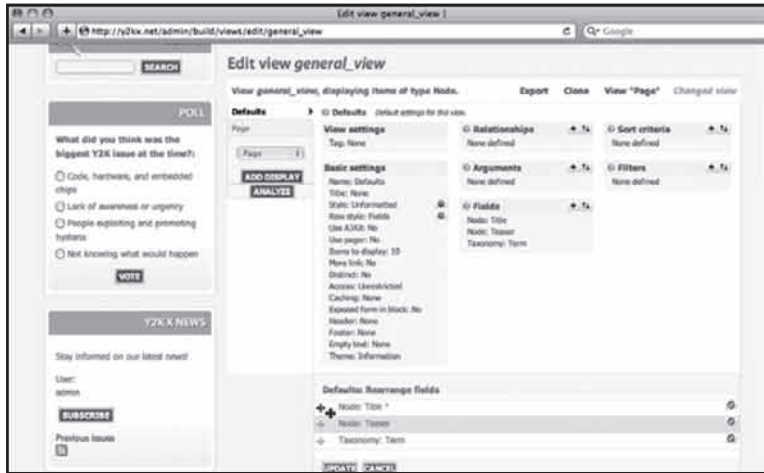 Edit view general_view |
http://y2kx.net/admin/build/views/edit/general_view
Google
SEARCH
POLL
What did you think was the
biggest Y2K issue at the time?:
Code, hardware, and embedded
chips
Lack of awareness or urgency
People exploiting and promoting
hysteria
Not knowing what would happen
VOTE
Y2KX NEWS
Stay informed on our latest news!
User:
admin
SUBSCRIBE
Previous issues
Edit view general_view
View general_view, displaying items of type Node.
Export Clone View "Page" Changed view
Defaults
Page
Page
ADD DISPLAY
ANALYZE
Defaults Default settings for this view.
View settings
Tag: None
Basic settings
Name: Defaults
Title: None
Style: Unformatted
Row style: Fields
Use AJAX: No
Use pager: No
Items to display: 10
More link: No
Distinct: No
Access: Unrestricted
Caching: None
Exposed form in block: No
Header: None
Footer: None
Empty text: None
Theme: Information
Relationships
None defined
Arguments
None defined
Fields
Node: Title
Node: Teaser
Taxonomy: Term
Sort criteria
None defined
Filters
None defined
Defaults: Rearrange fields
Node: Title *
Node: Teaser
Taxonomy: Term
UPDATE CANCEL